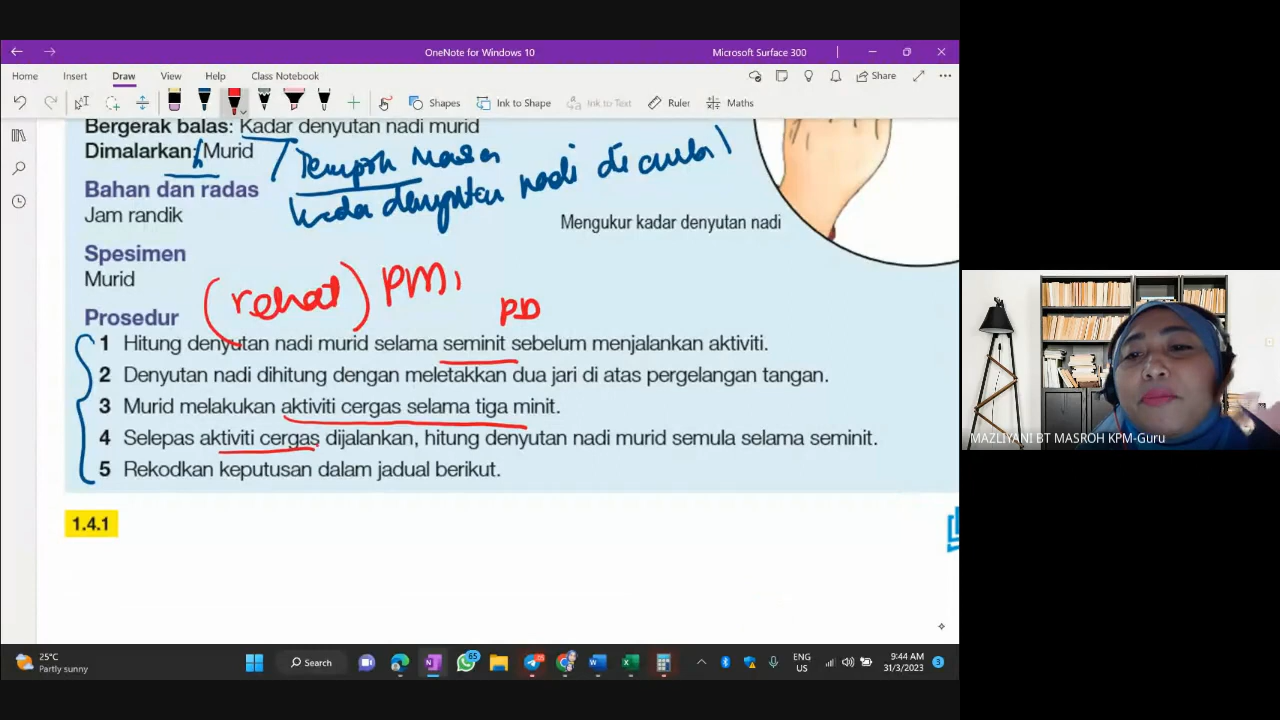 OneNote for Windows 10
Microsoft Surface 300
Home Insert Draw View Help Class Notebook
Share
Shapes Ink to Shape Ink to Text Ruler Maths
Bergerak balas: Kadar denyutan nadi murid
Dimalarkan: Murid
Tempoh masa
kadar denyutan nadi di ambil
Bahan dan radas
Jam randik
Mengukur kadar denyutan nadi
Spesimen
Murid
(rehat) PM1
PD
Prosedur
1 Hitung denyutan nadi murid selama seminit sebelum menjalankan aktiviti.
2 Denyutan nadi dihitung dengan meletakkan dua jari di atas pergelangan tangan.
3 Murid melakukan aktiviti cergas selama tiga minit.
4 Selepas aktiviti cergas dijalankan, hitung denyutan nadi murid semula selama seminit.
5 Rekodkan keputusan dalam jadual berikut.
1.4.1
MAZLIYANI BT MASROH KPM-Guru
25°C
Partly sunny
Search
65
ENG
US
9:44 AM
31/3/2023
3